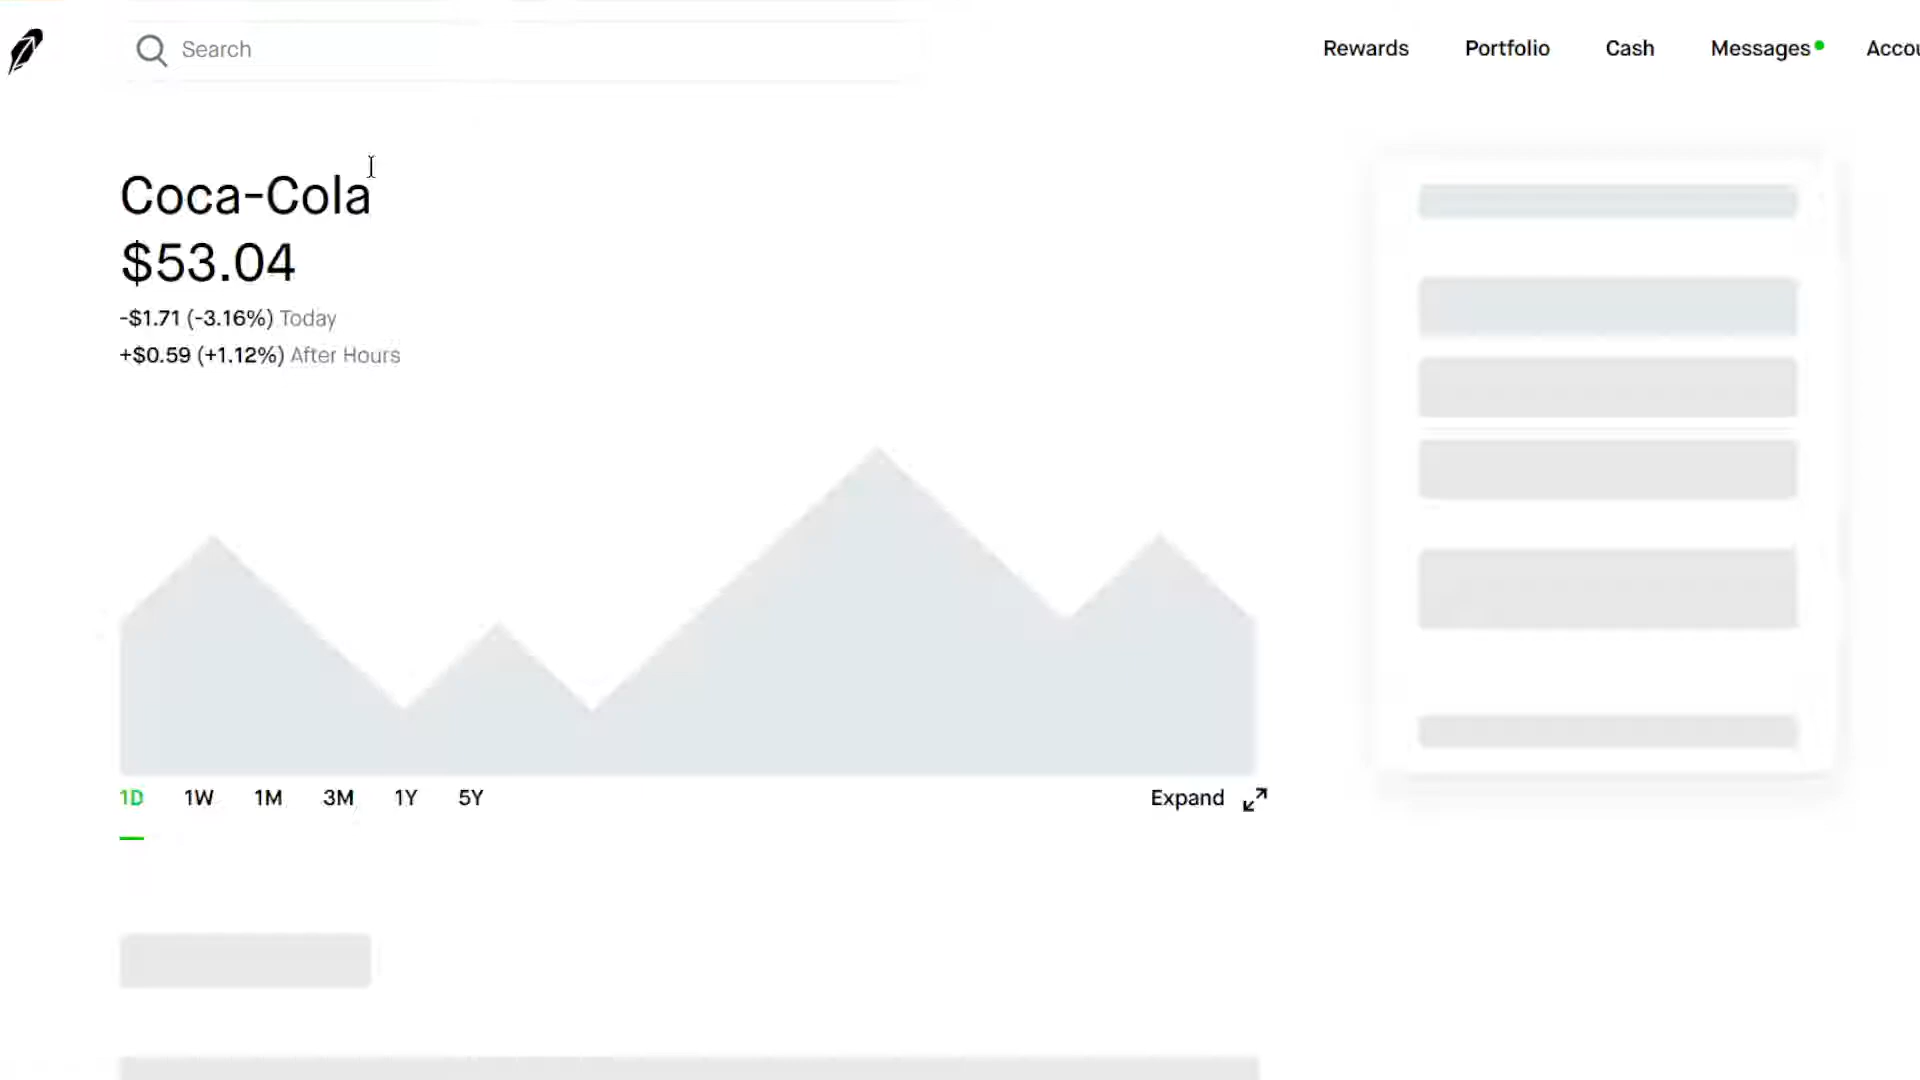 Search
Rewards Portfolio Cash Messages Accou
Coca-Cola
$53.04
-$1.71 (-3.16%) Today
+$0.59 (+1.12%) After Hours
1D 1W 1M 3M 1Y 5Y Expand